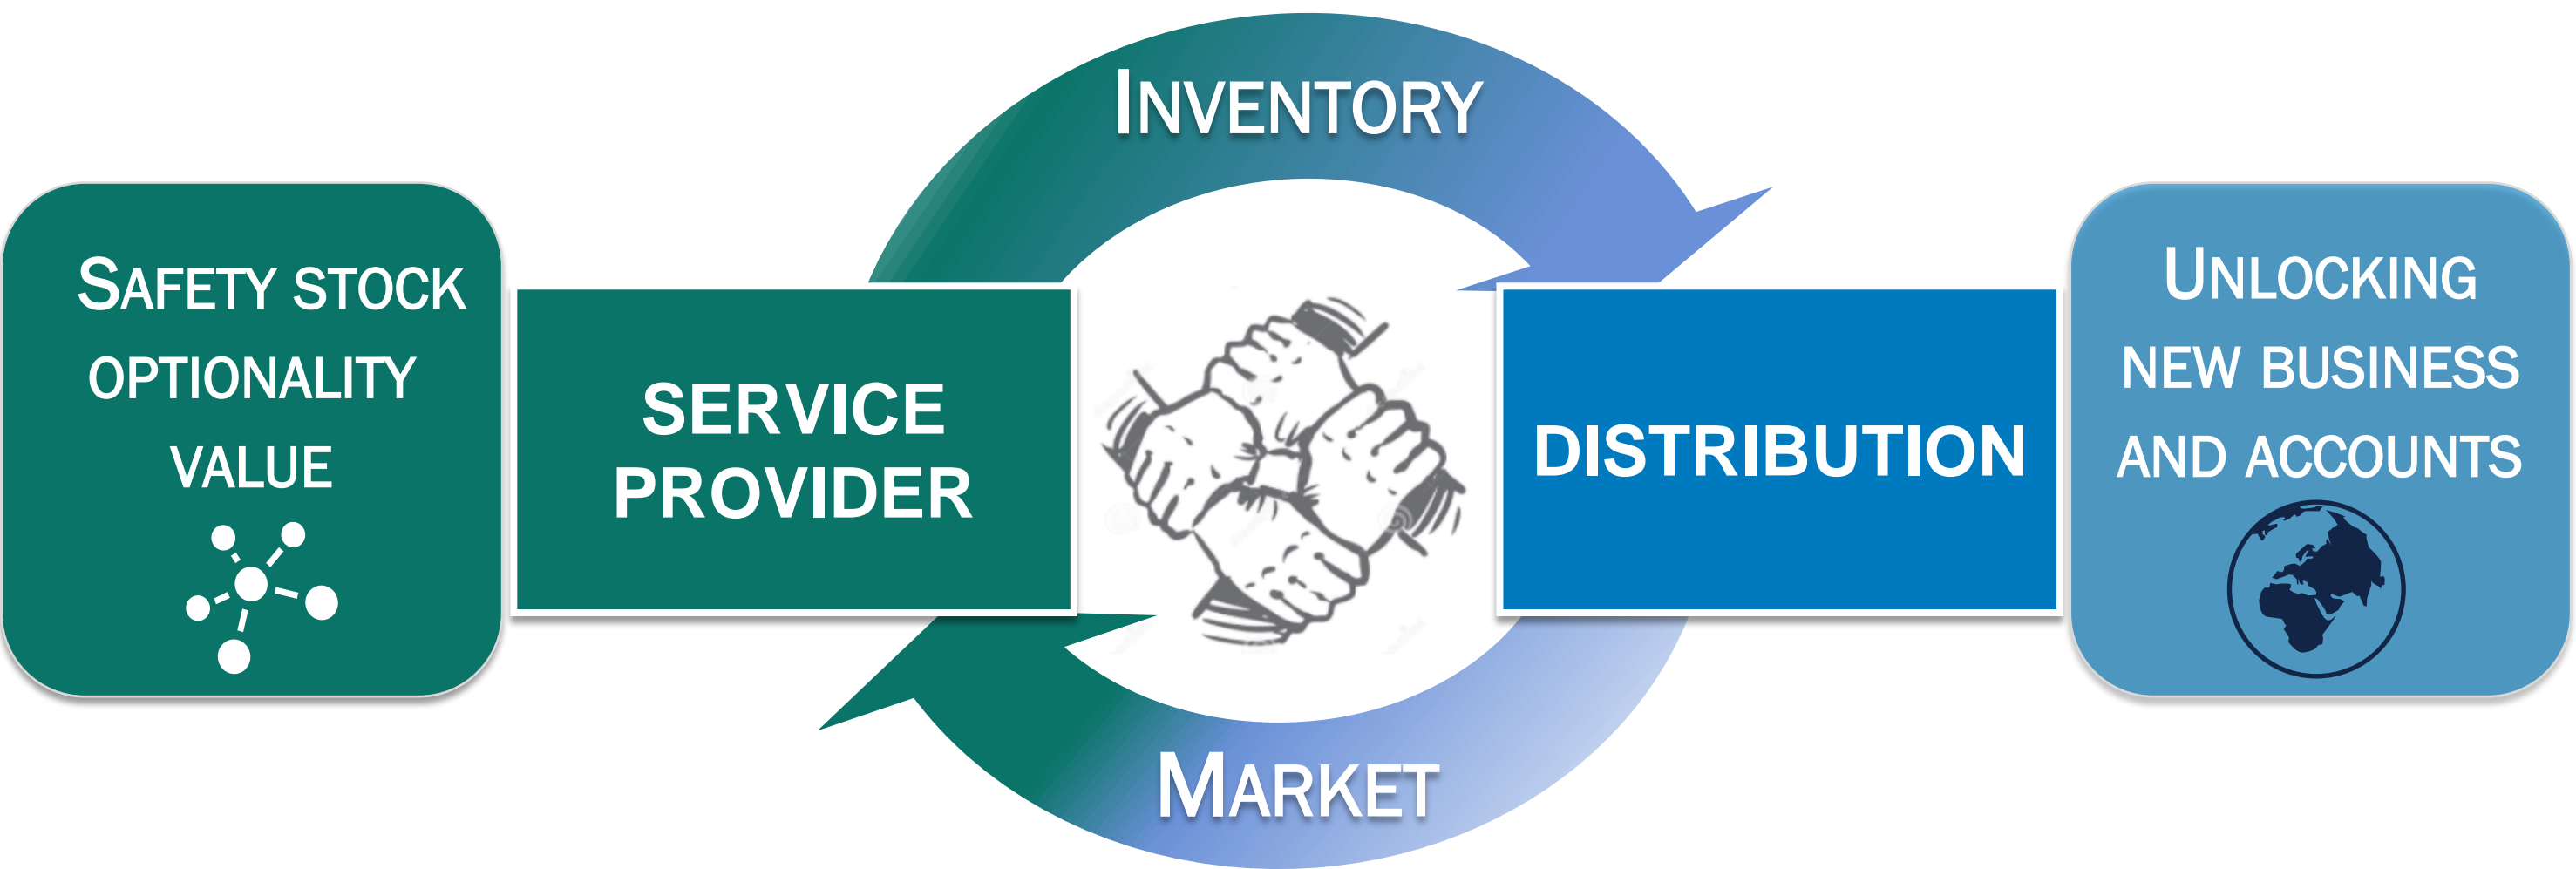 INVENTORY
SAFETY STOCK
OPTIONALITY
VALUE
SERVICE
PROVIDER
DISTRIBUTION
UNLOCKING
NEW BUSINESS
AND ACCOUNTS
MARKET